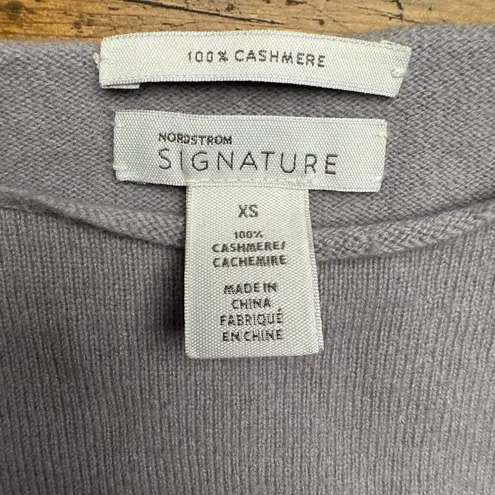 100% CASHMERE
NORDSTROM
SIGNATURE
XS
100%
CASHMERE/
CACHEMIRE
MADE IN
CHINA
FABRIQUÉ
EN CHINE